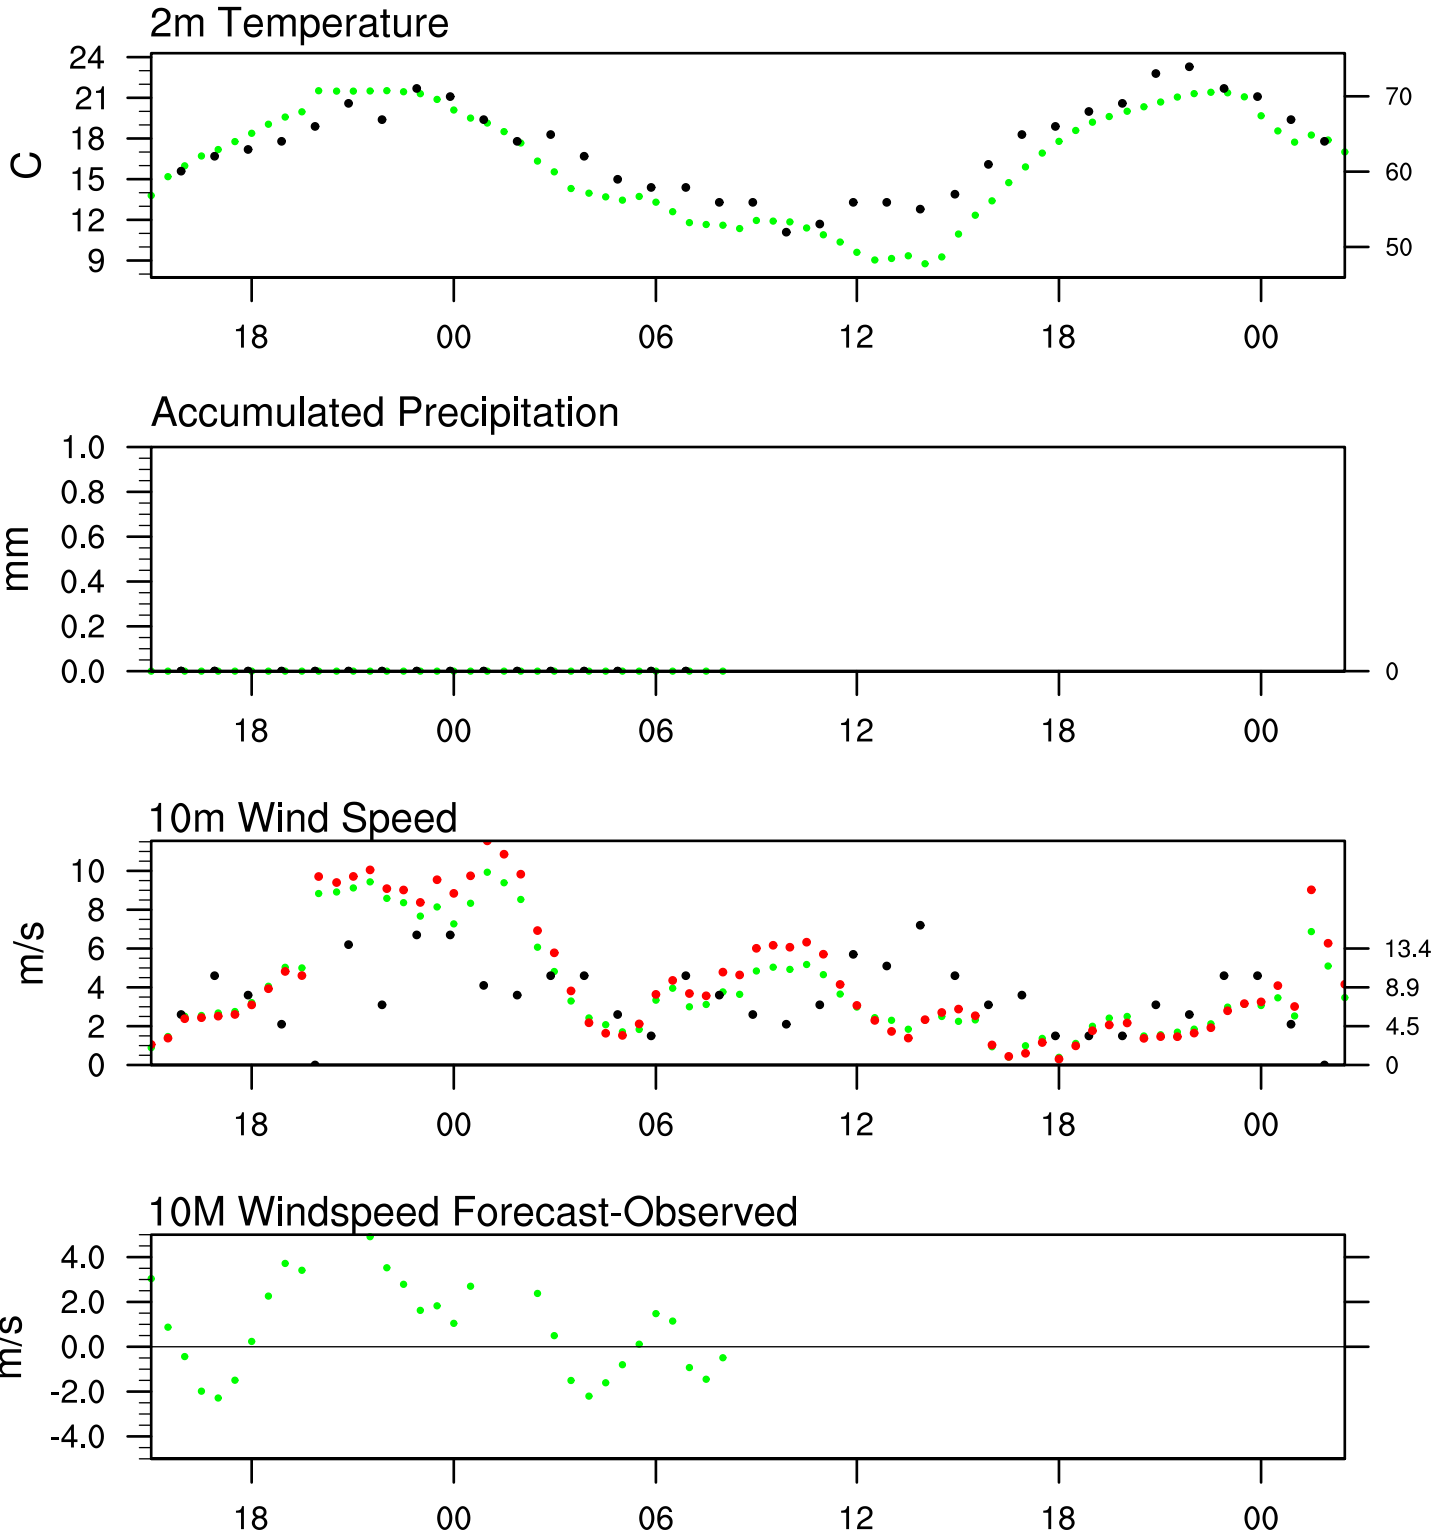 2m Temperature
24
21
18
15
12
9
C
70
60
50
18 00 06 12 18 00
Accumulated Precipitation
1.0
0.8
0.6
0.4
0.2
0.0
mm
0
18 00 06 12 18 00
10m Wind Speed
10
8
6
4
2
0
m/s
13.4
8.9
4.5
0
18 00 06 12 18 00
10M Windspeed Forecast-Observed
4.0
2.0
0.0
-2.0
-4.0
m/s
18 00 06 12 18 00